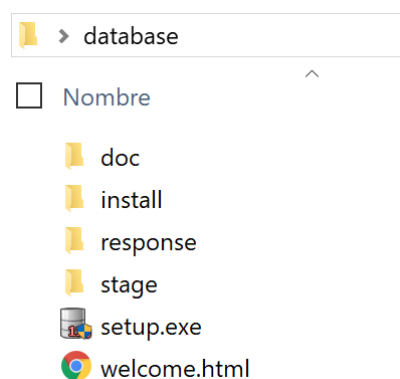 database
Nombre
doc
install
response
stage
setup.exe
welcome.html